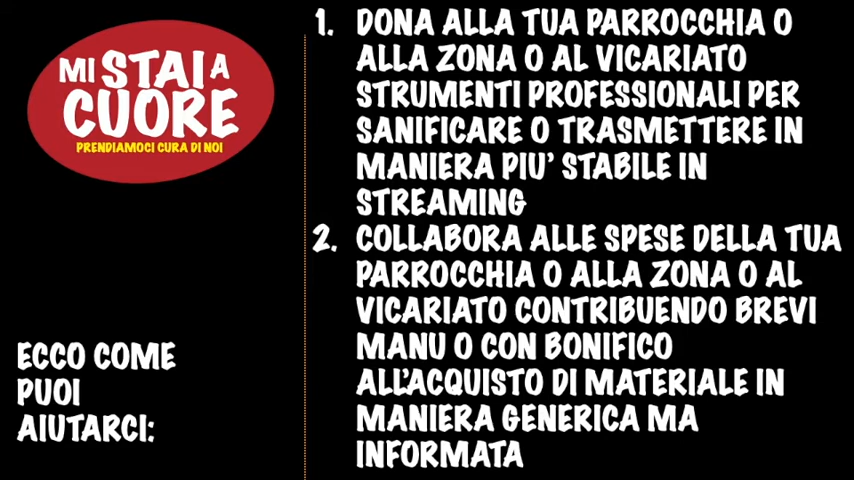 MI STAI A
CUORE
PRENDIAMOCI CURA DI NOI
ECCO COME
PUOI
AIUTARCI:
1. DONA ALLA TUA PARROCCHIA O
ALLA ZONA O AL VICARIATO
STRUMENTI PROFESSIONALI PER
SANIFICARE O TRASMETTERE IN
MANIERA PIU' STABILE IN
STREAMING
2. COLLABORA ALLE SPESE DELLA TUA
PARROCCHIA O ALLA ZONA O AL
VICARIATO CONTRIBUENDO BREVI
MANU O CON BONIFICO
ALL'ACQUISTO DI MATERIALE IN
MANIERA GENERICA MA
INFORMATA